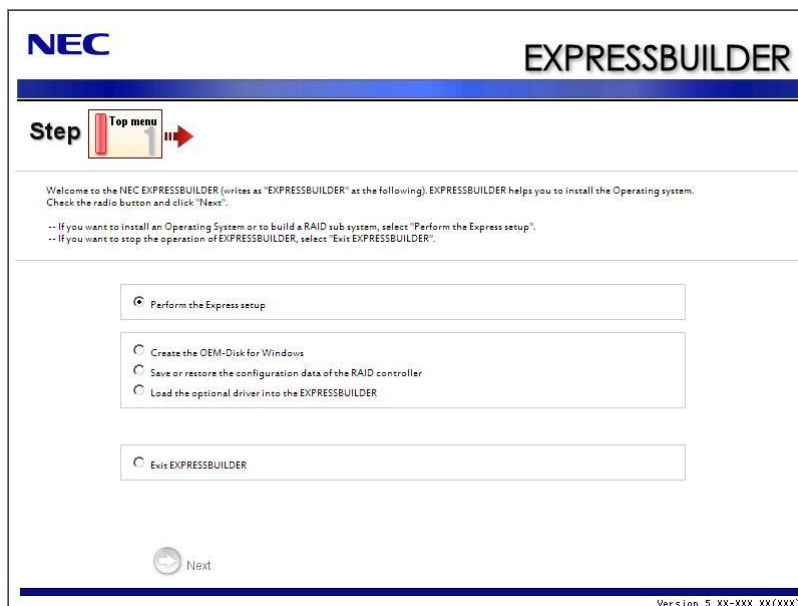 NEC
EXPRESSBUILDER
Step
Top menu
1
Welcome to the NEC EXPRESSBUILDER (writes as "EXPRESSBUILDER" at the following). EXPRESSBUILDER helps you to install the Operating system.
Check the radio button and click "Next".
-- If you want to install an Operating System or to build a RAID sub system, select "Perform the Express setup".
-- If you want to stop the operation of EXPRESSBUILDER, select "Exit EXPRESSBUILDER".
Perform the Express setup
Create the OEM-Disk for Windows
Save or restore the configuration data of the RAID controller
Load the optional driver into the EXPRESSBUILDER
Exit EXPRESSBUILDER
Next
Version 5.XX-XXX.XX(XXX)